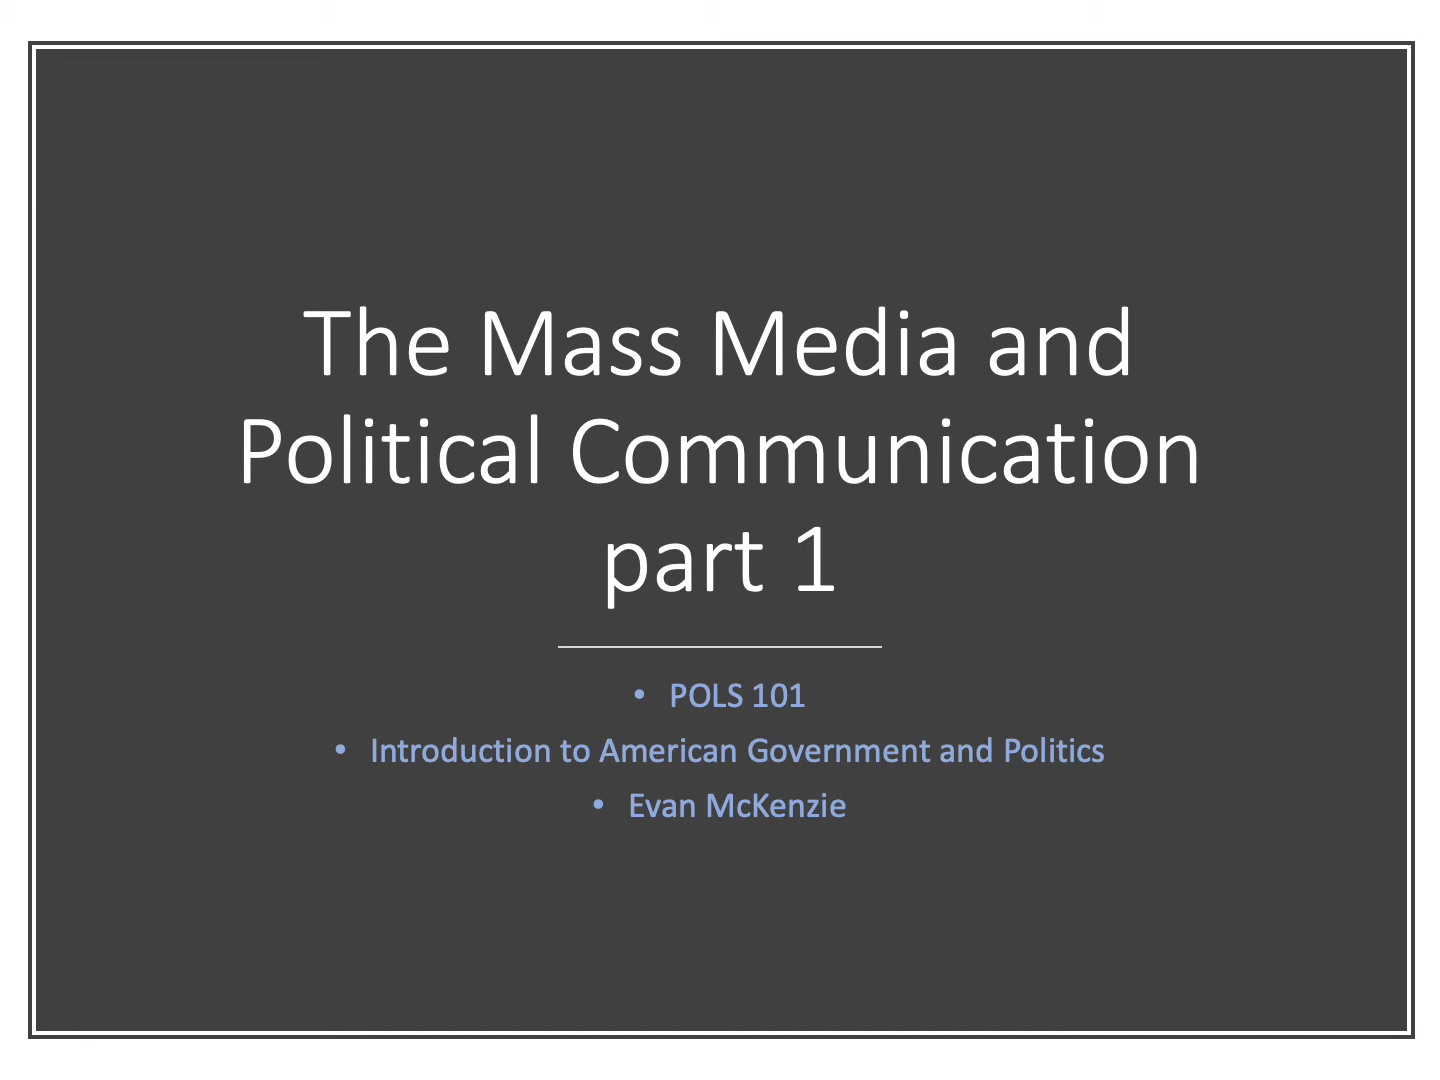 The Mass Media and
Political Communication
part 1
• POLS 101
• Introduction to American Government and Politics
• Evan McKenzie